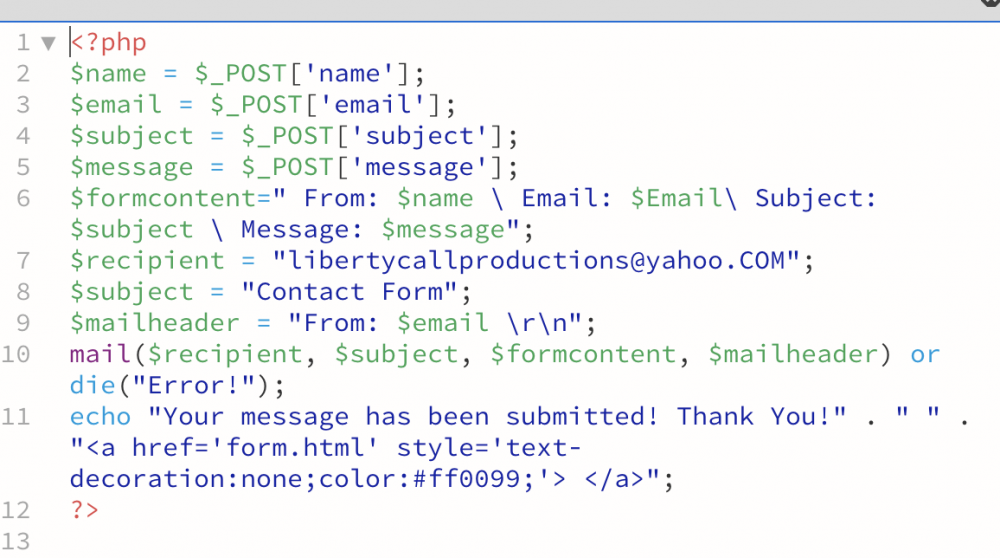 1 ▼ <?php
2 $name = $_POST['name'];
3 $email = $_POST['email'];
4 $subject = $_POST['subject'];
5 $message = $_POST['message'];
6 $formcontent=" From: $name \ Email: $Email\ Subject:
$subject \ Message: $message";
7 $recipient = "libertycallproductions@yahoo.COM";
8 $subject = "Contact Form";
9 $mailheader = "From: $email \r\n";
10 mail($recipient, $subject, $formcontent, $mailheader) or
die("Error!");
11 echo "Your message has been submitted! Thank You!" . " " .
"<a href='form.html' style='text-
decoration:none;color:#ff0099;'> </a>";
12 ?>
13